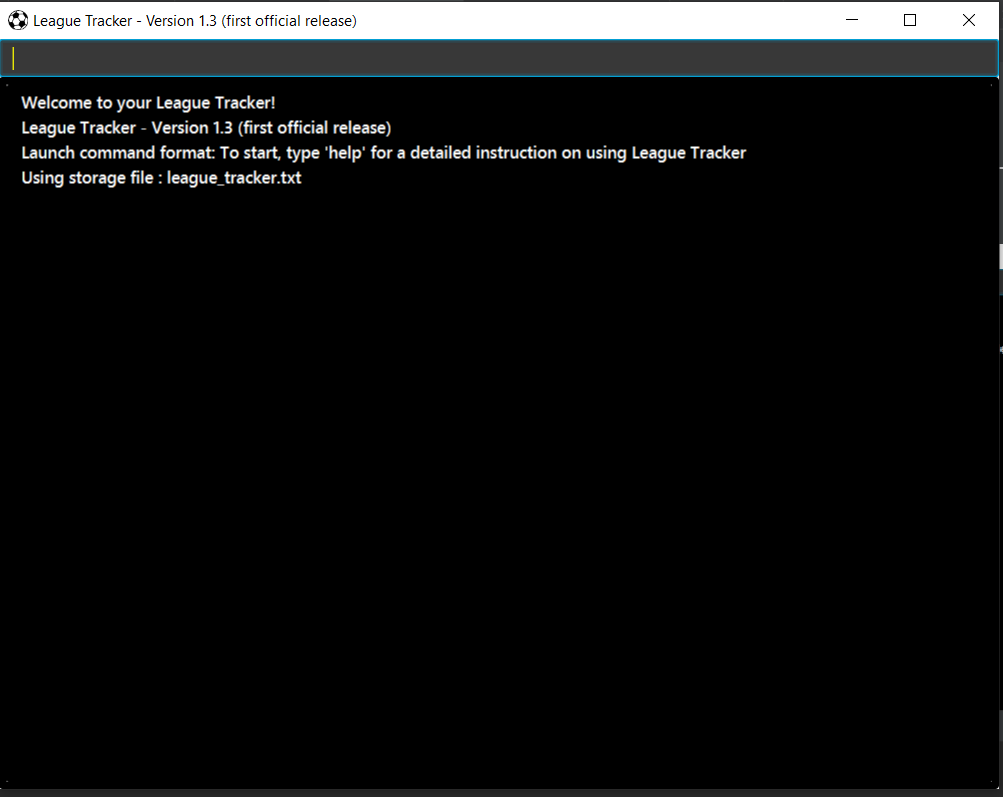 League Tracker - Version 1.3 (first official release)
Welcome to your League Tracker!
League Tracker - Version 1.3 (first official release)
Launch command format: To start, type 'help' for a detailed instruction on using League Tracker
Using storage file : league_tracker.txt